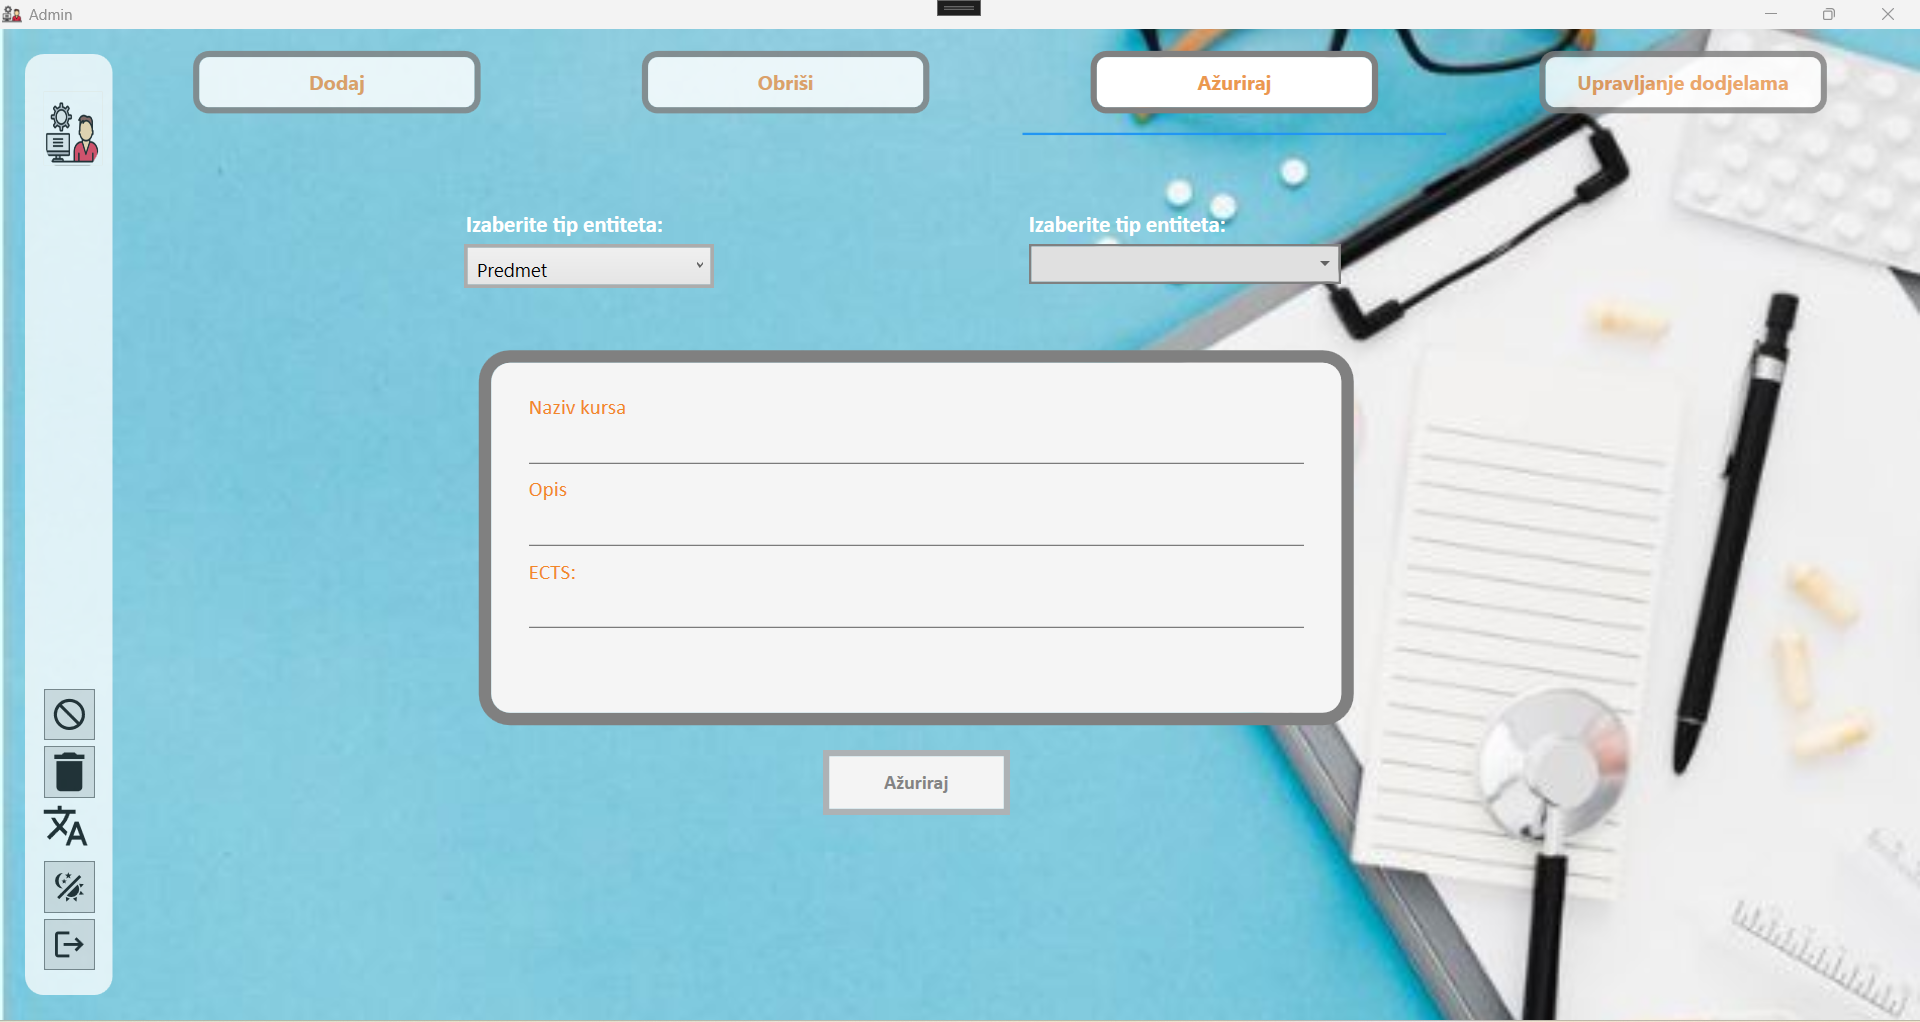 Admin
Dodaj
Obriši
Ažuriraj
Upravljanje dodjelama
Izaberite tip entiteta:
Izaberite tip entiteta:
Predmet
Naziv kursa
Opis
ECTS:
Ažuriraj